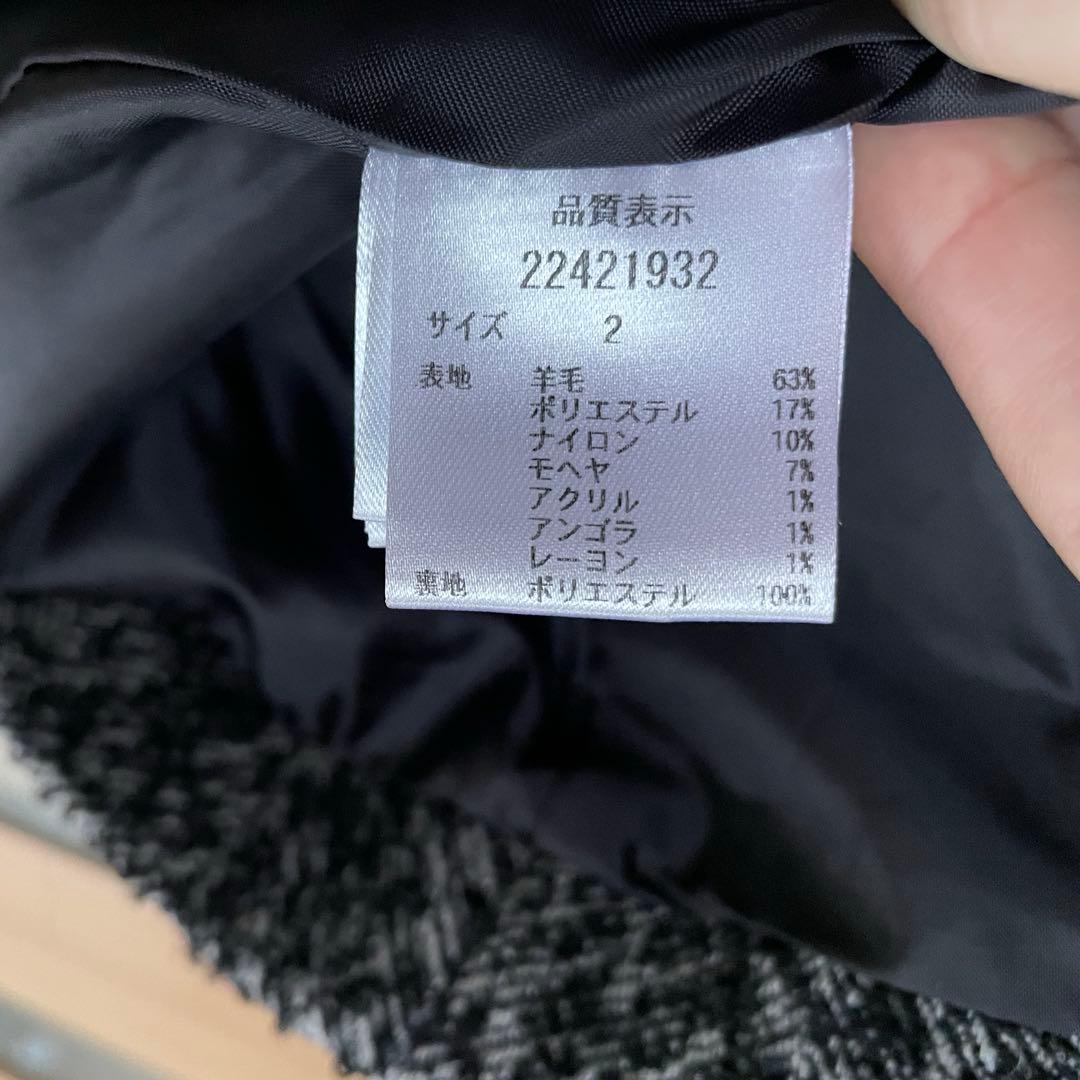 品質表示
22421932
サイズ 2
表地 羊毛 63%
ポリエステル 17%
ナイロン 10%
モヘヤ 7%
アクリル 1%
アンゴラ 1%
レーヨン 1%
裏地 ポリエステル 100%